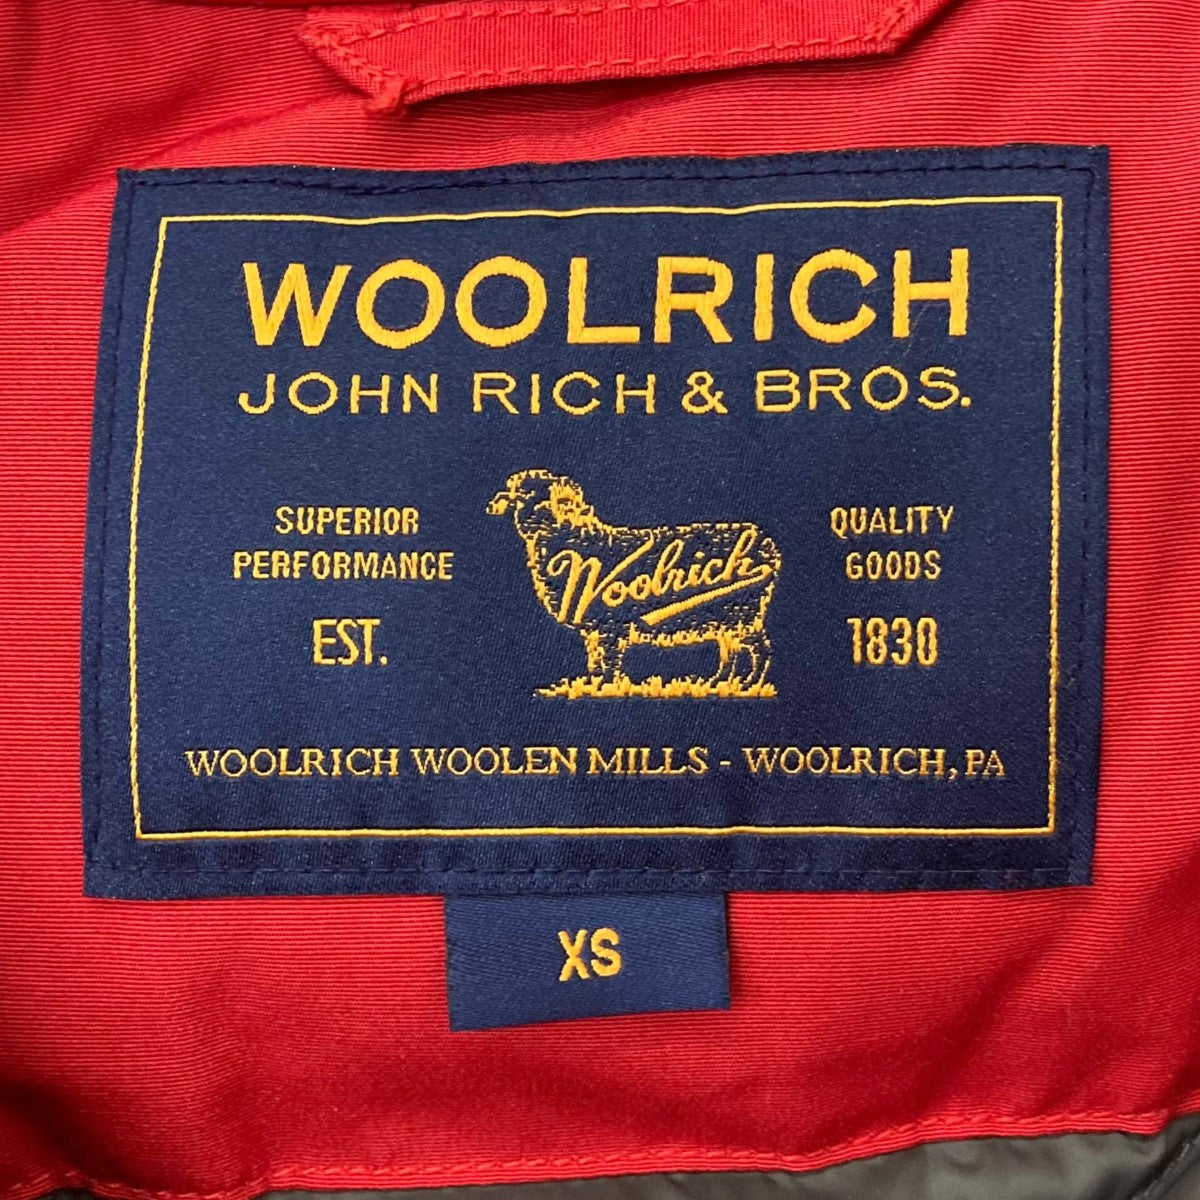 WOOLRICH
JOHN RICH & BROS.
SUPERIOR
PERFORMANCE
EST.
Woolrich
QUALITY
GOODS
1830
WOOLRICH WOOLEN MILLS - WOOLRICH, PA
XS